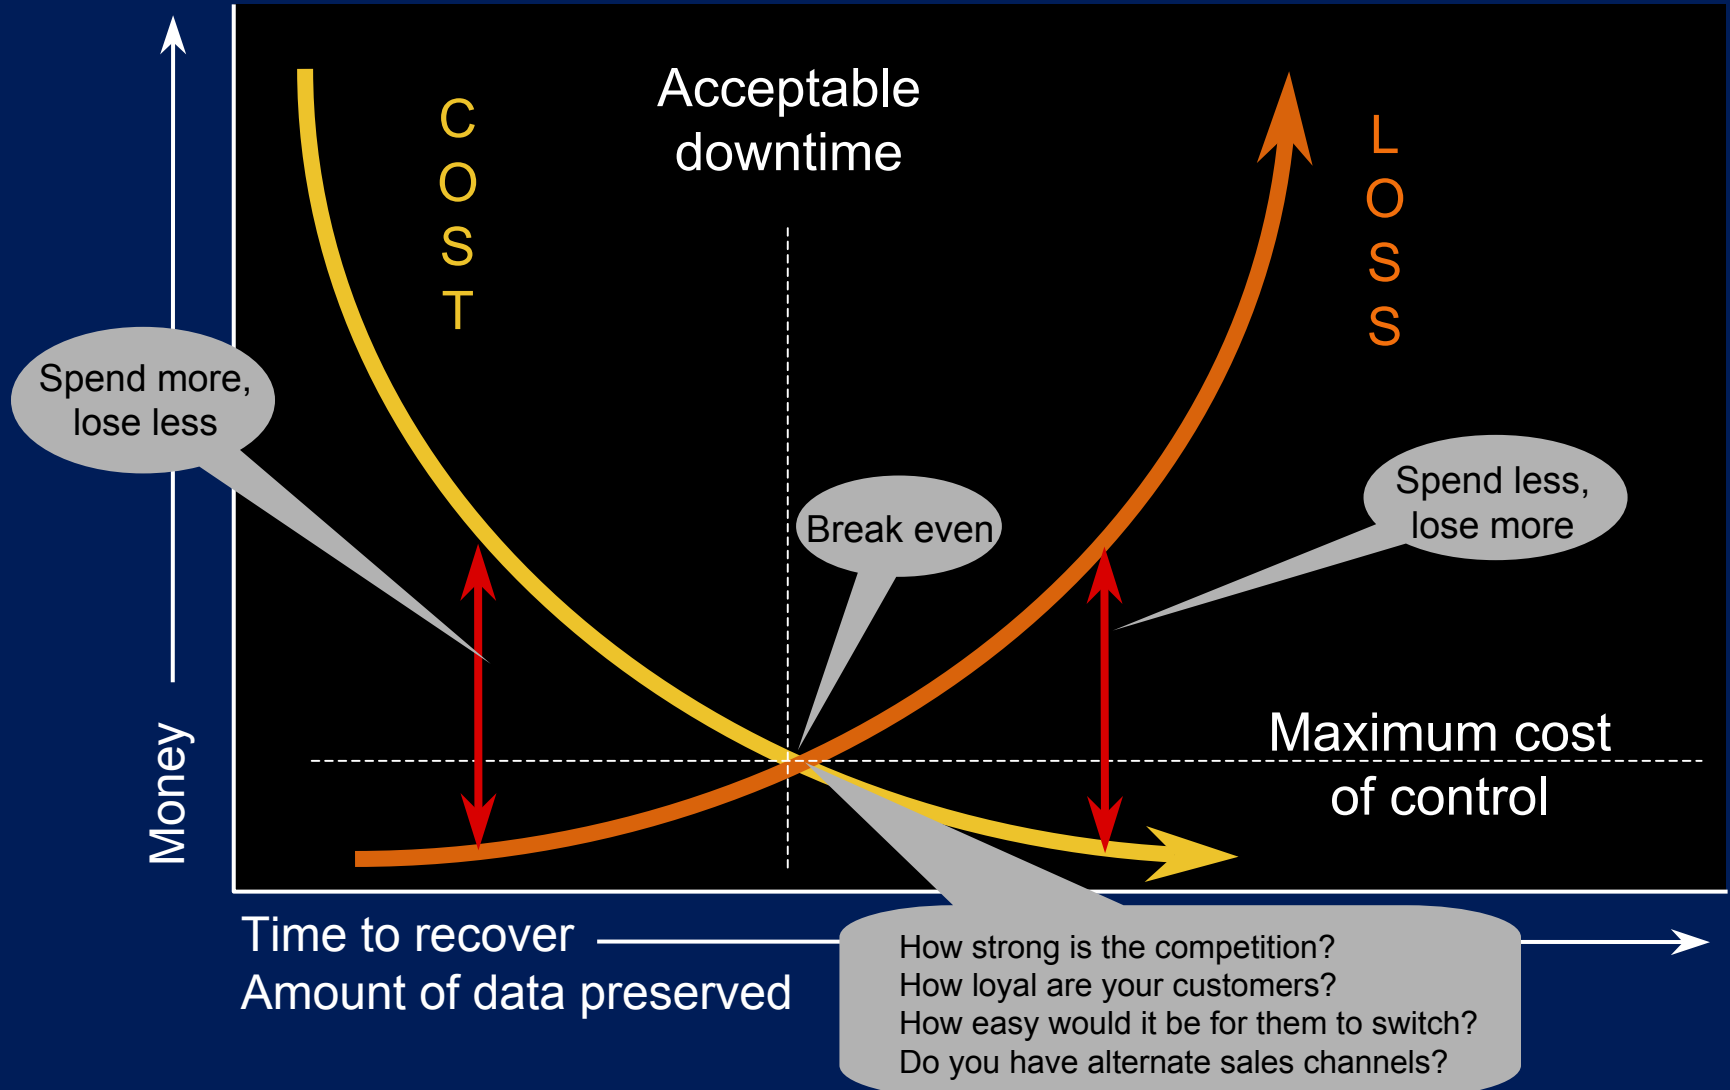 Acceptable
downtime
COST
LOSS
Spend more,
lose less
Break even
Spend less,
lose more
Maximum cost
of control
Money
Time to recover
Amount of data preserved
How strong is the competition?
How loyal are your customers?
How easy would it be for them to switch?
Do you have alternate sales channels?